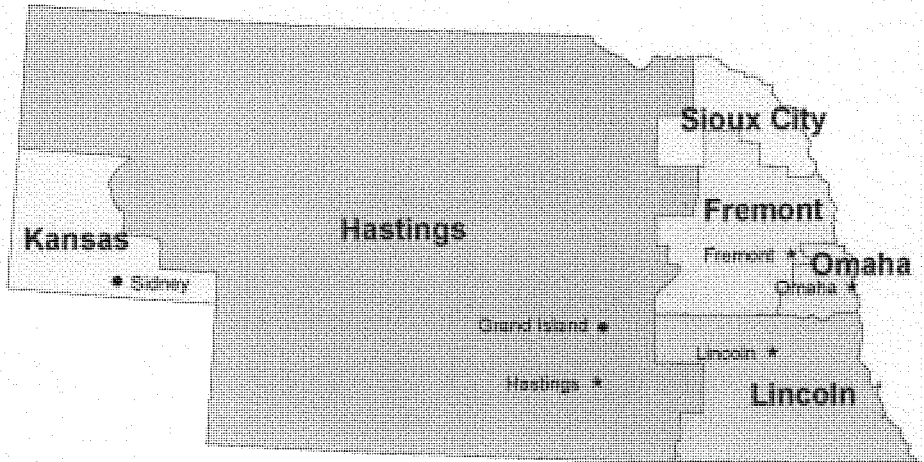 Sioux City
Fremont
Hastings
Kansas
Fremont
Omaha
Sidney
Omaha
Grand Island
Lincoln
Hastings
Lincoln